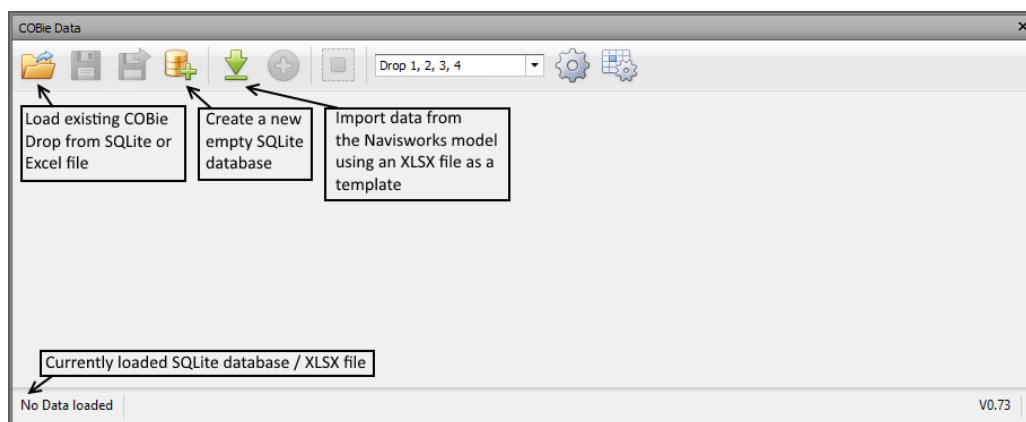 COBie Data
Drop 1, 2, 3, 4
Load existing COBie
Drop from SQLite or
Excel file
Create a new
empty SQLite
database
Import data from
the Navisworks model
using an XLSX file as a
template
Currently loaded SQLite database / XLSX file
No Data loaded
V0.73